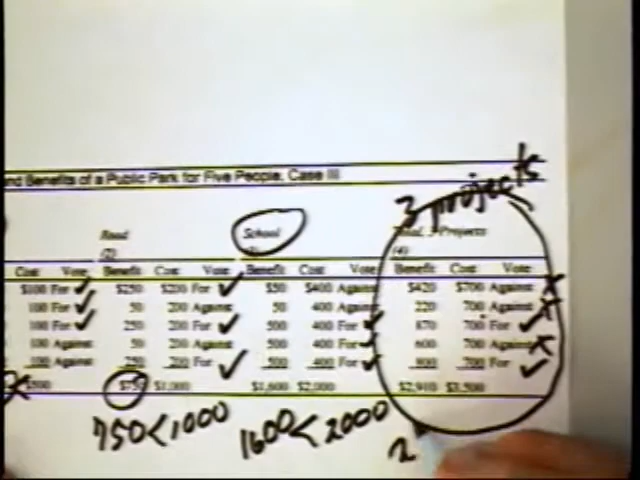 3 projects
and Benefits of a Public Park for Five People, Case III
Road School Total, 3 Projects
(2) (4)
Cost Vote Benefit Cost Vote Benefit Cost Vote Benefit Cost Vote
$100 For $250 $200 For $50 $400 Against $420 $700 Against
100 For 50 200 Against 50 400 Against 220 700 Against
100 For 250 200 For 500 400 For 870 700 For
100 Against 50 200 Against 500 400 For 600 700 Against
100 Against 250 200 For 500 400 For 800 700 For
$500 $750 $1,000 $1,600 $2,000 $2,910 $3,500
750<1000 1600<2000 2